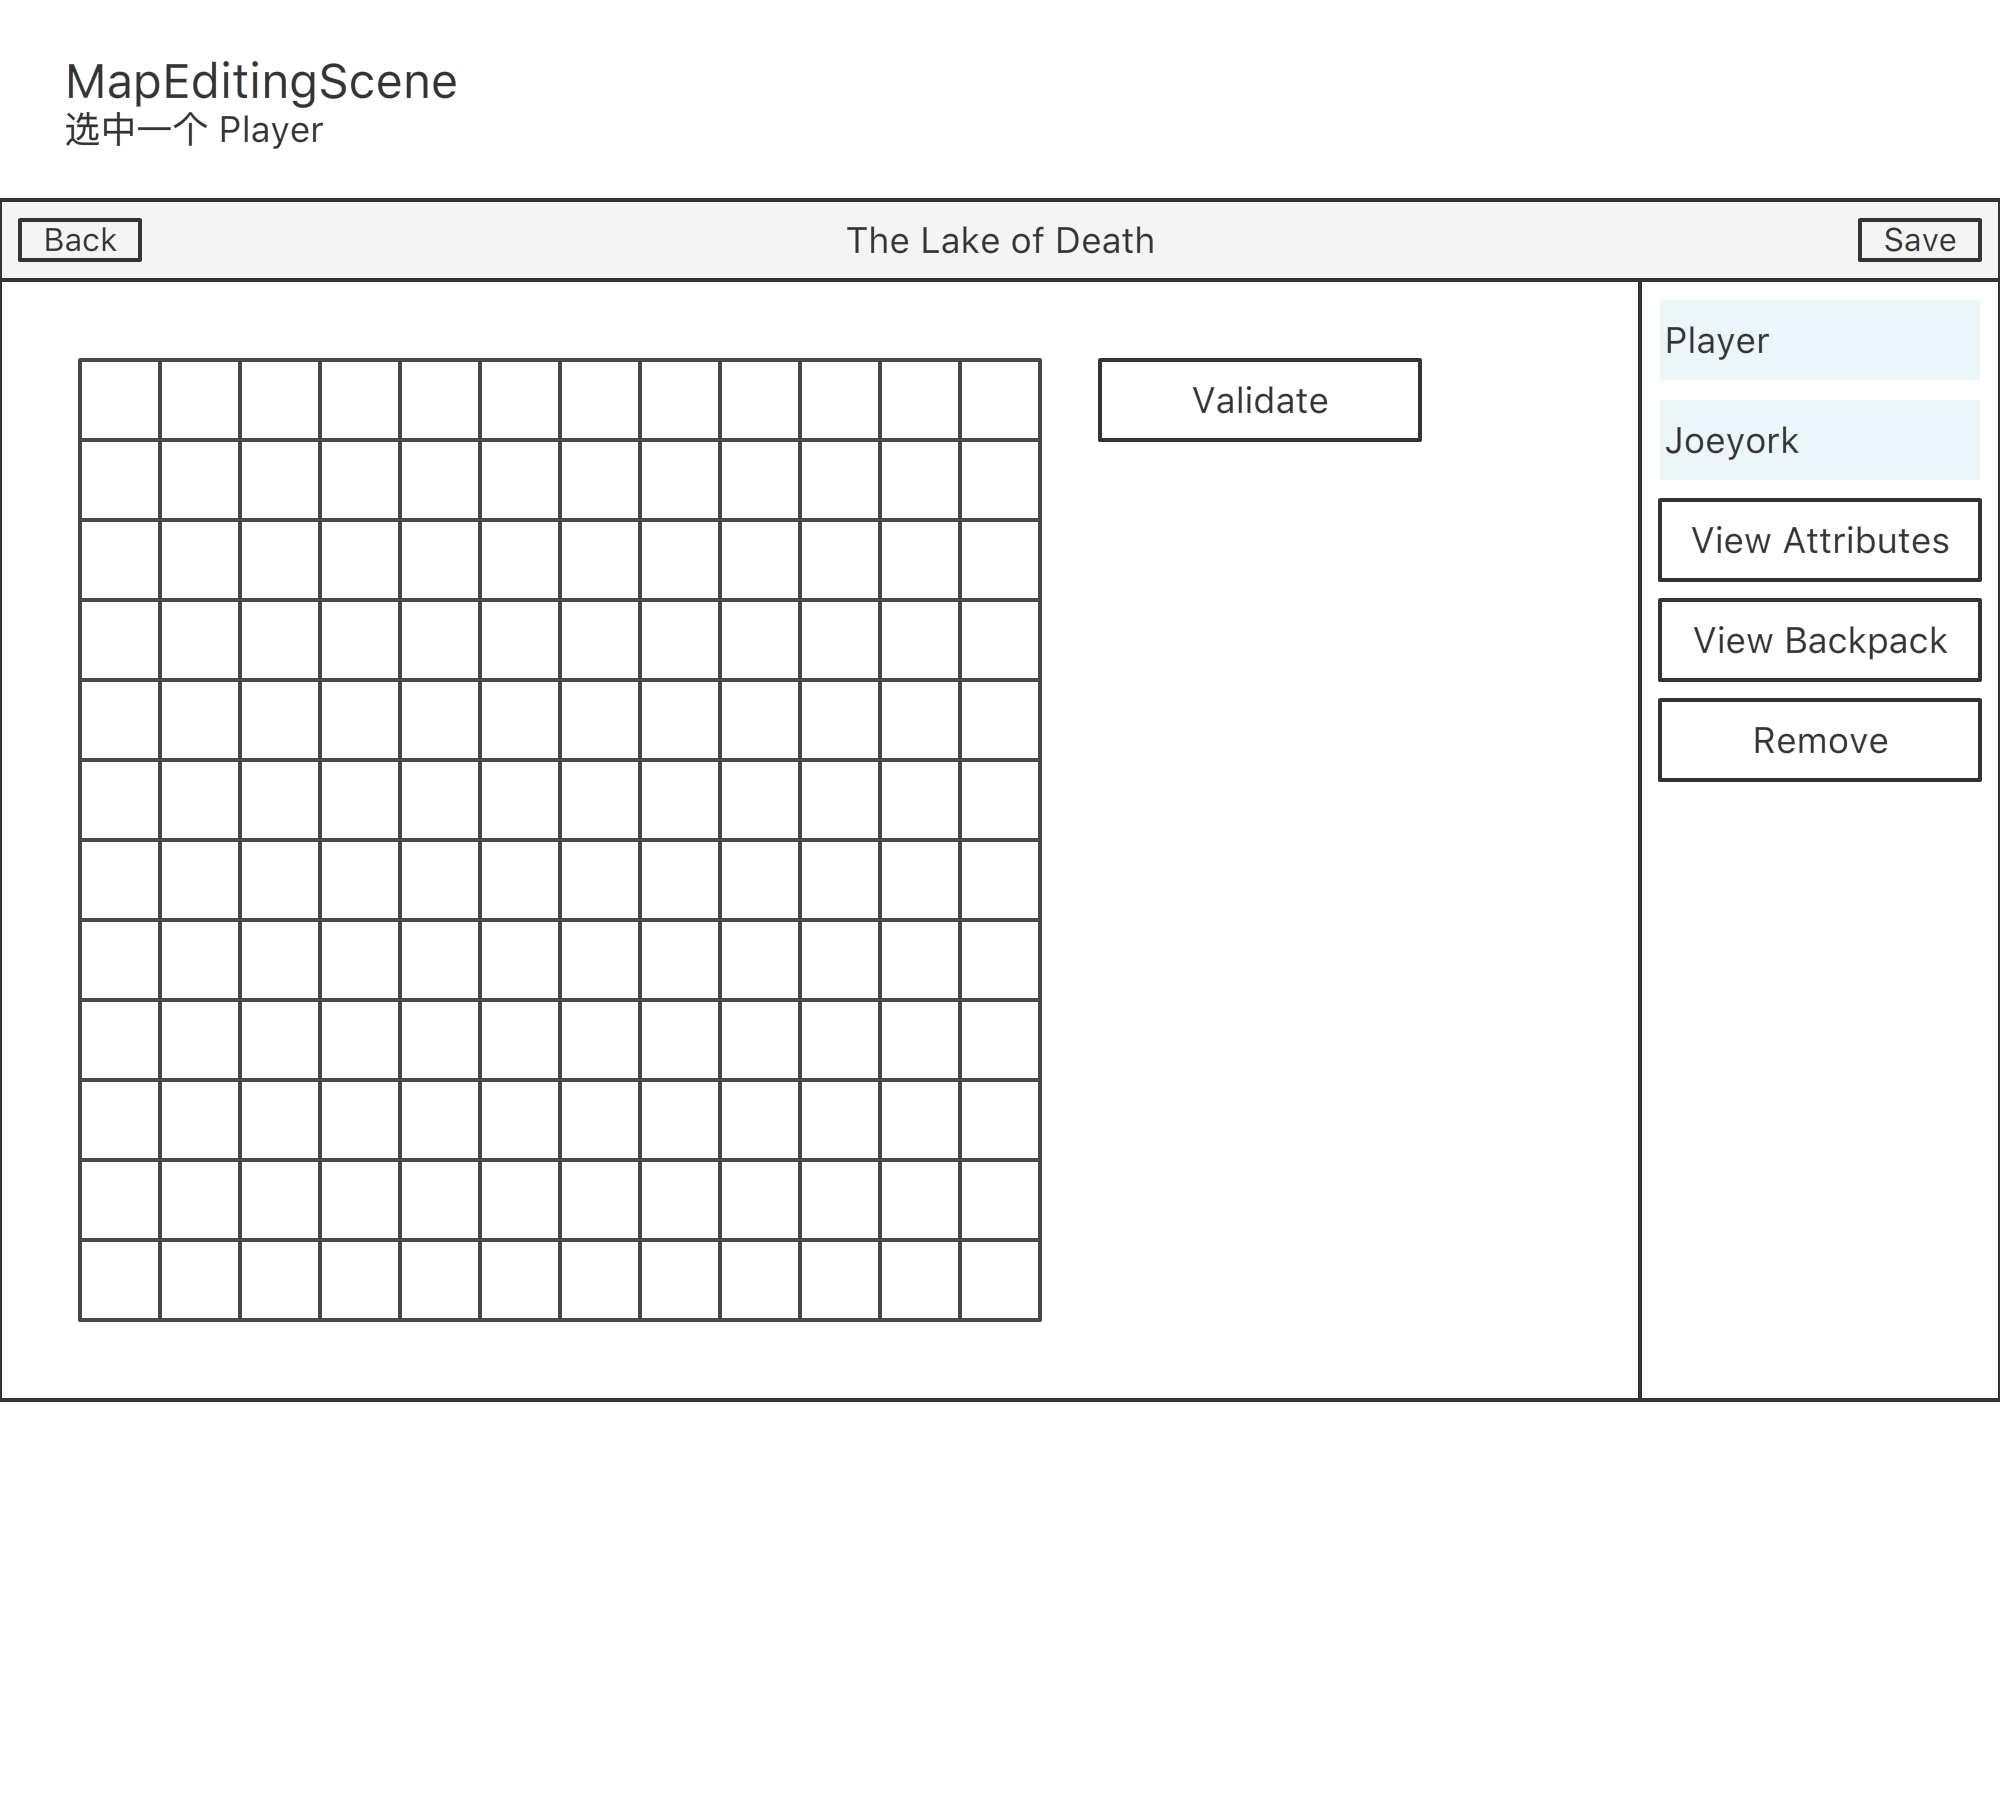 MapEditingScene
选中一个 Player
Back
The Lake of Death
Save
Validate
Player
Joeyork
View Attributes
View Backpack
Remove